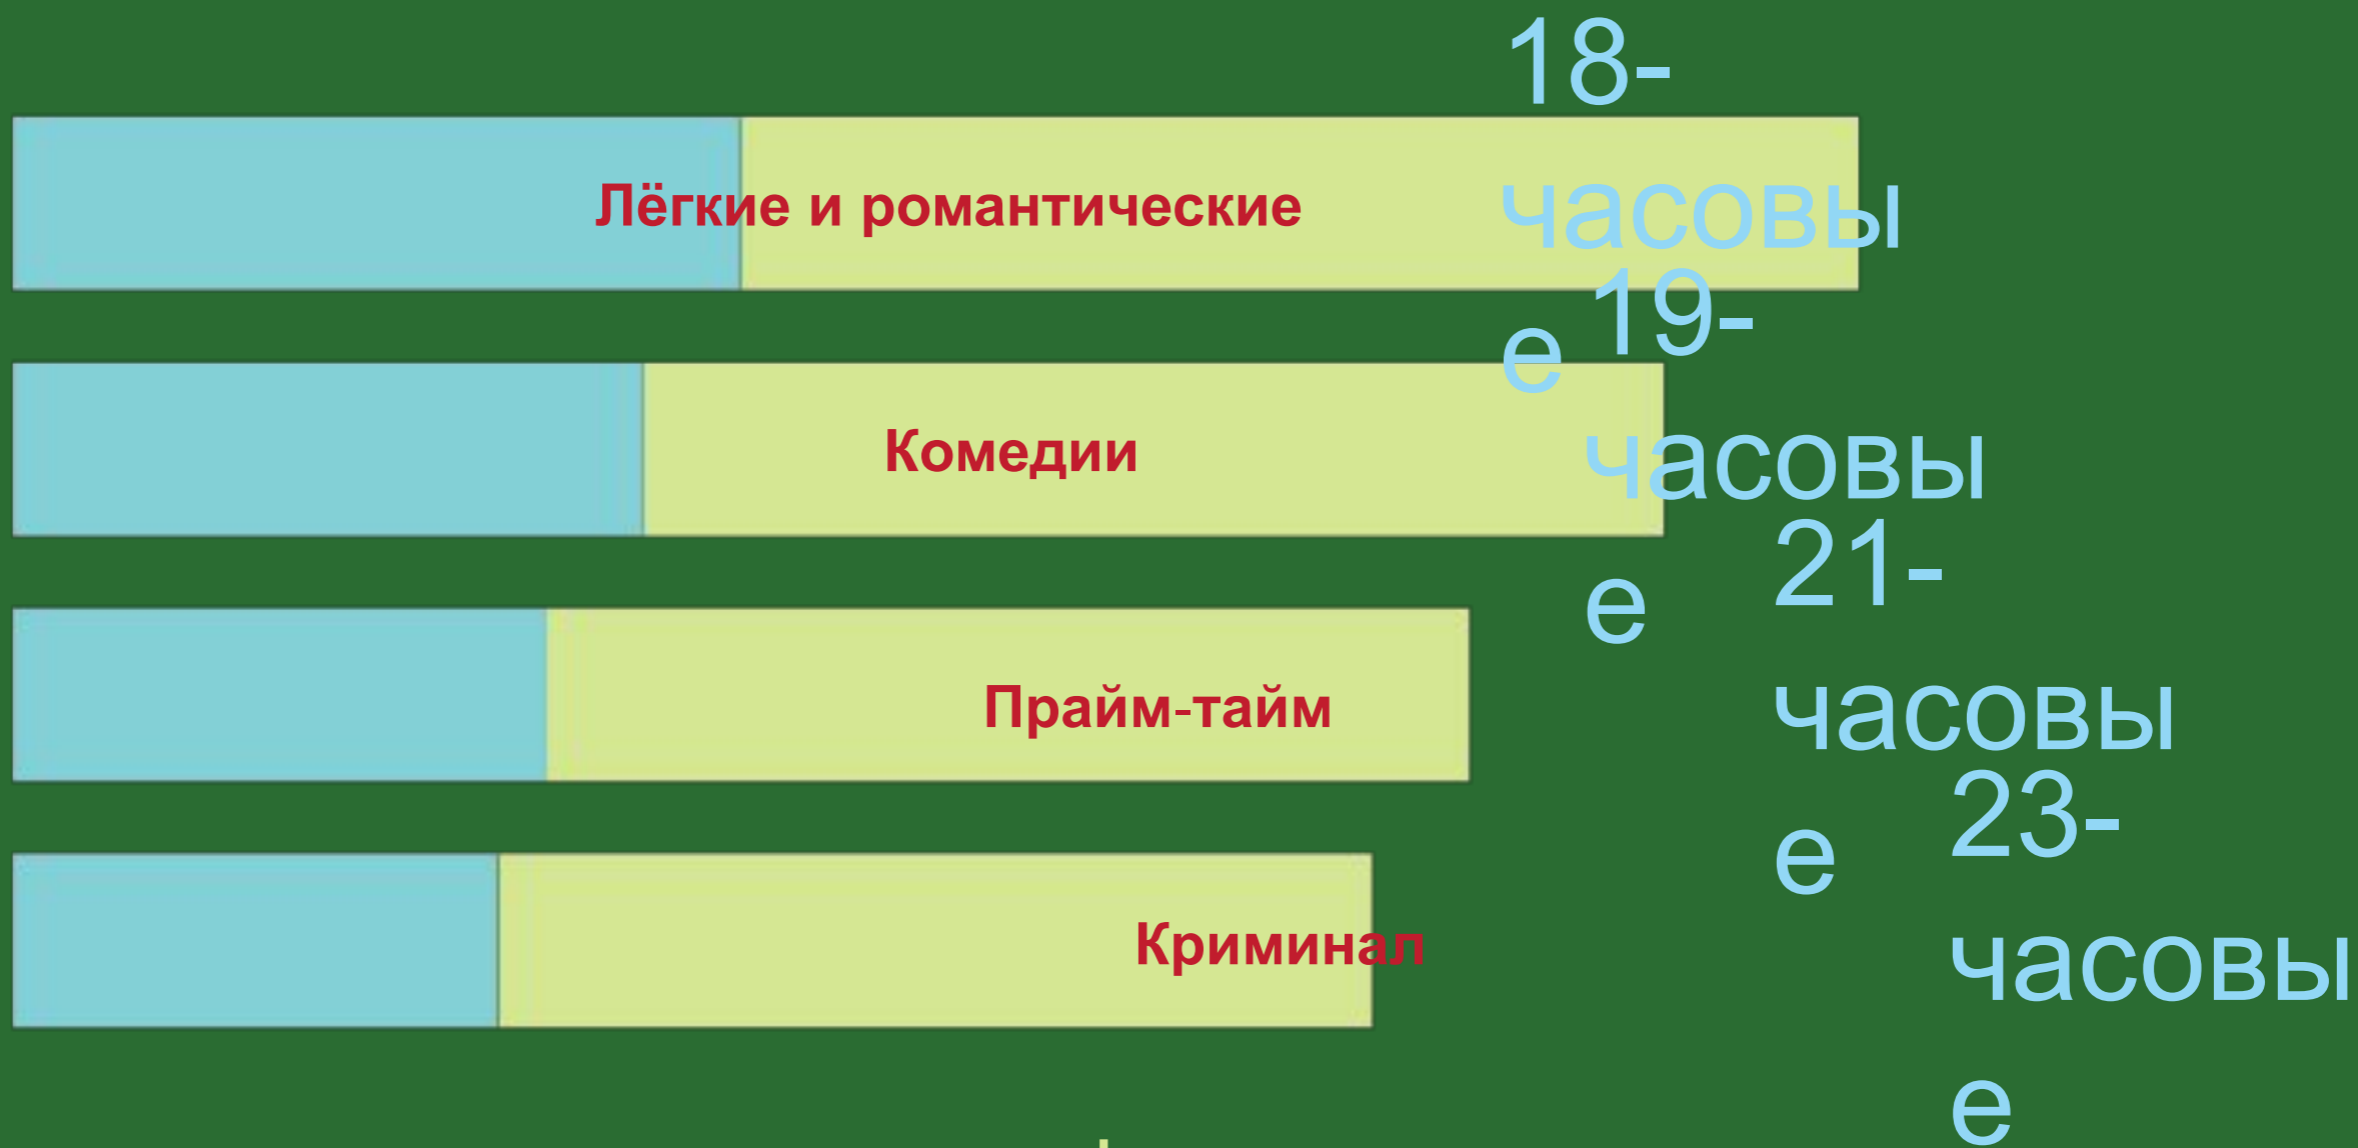 18-
часовы
е
Лёгкие и романтические
19-
часовы
е
Комедии
21-
часовы
е
Прайм-тайм
23-
часовы
е
Криминал